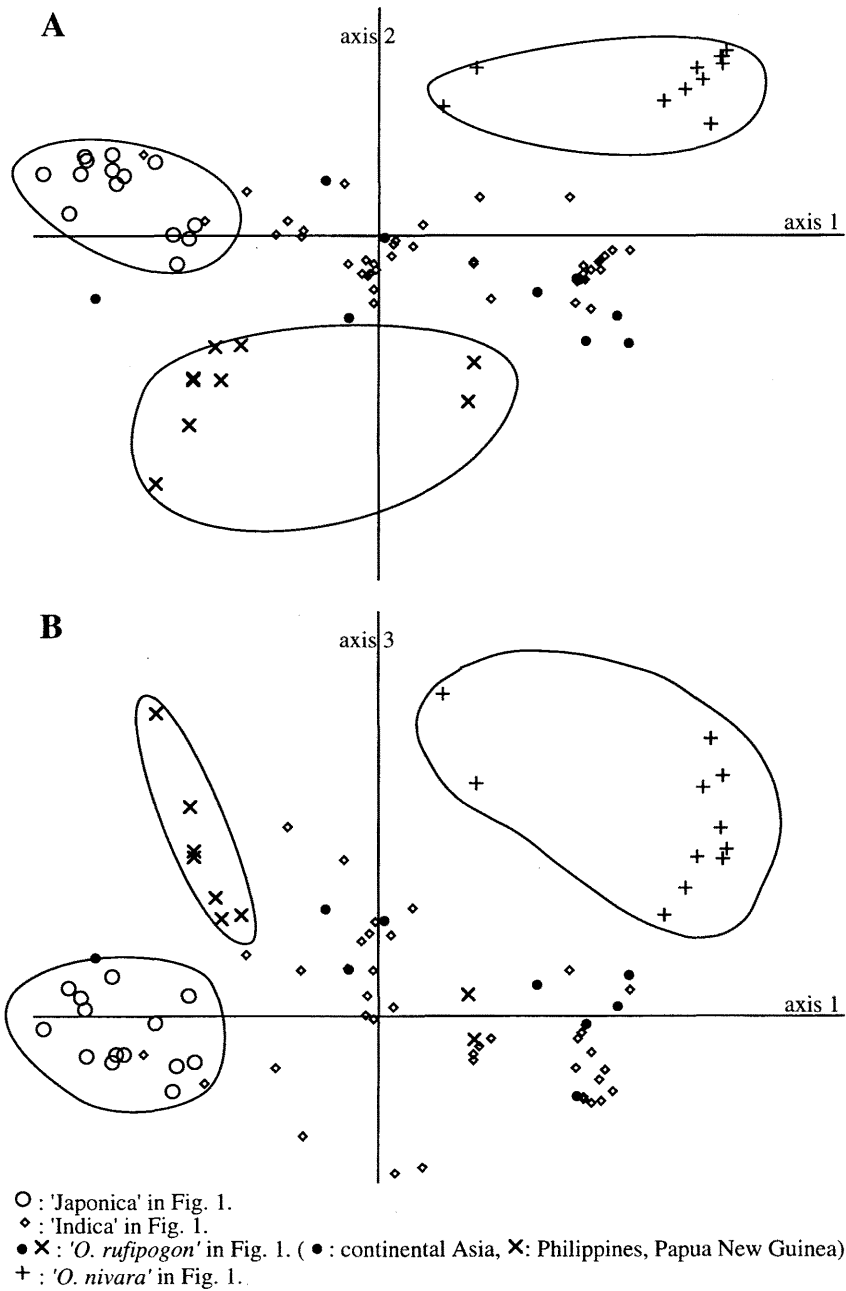 A
axis 2
axis 1
B
axis 3
axis 1
○ : 'Japonica' in Fig. 1.
⋄ : 'Indica' in Fig. 1.
● × : 'O. rufipogon' in Fig. 1. ( ● : continental Asia, ×: Philippines, Papua New Guinea)
+ : 'O. nivara' in Fig. 1.